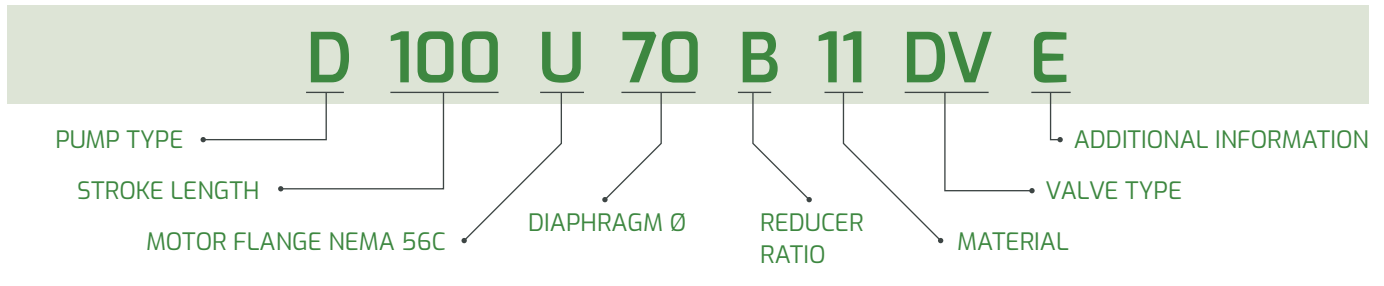 D 100 U 70 B 11 DV E
PUMP TYPE
ADDITIONAL INFORMATION
STROKE LENGTH
VALVE TYPE
DIAPHRAGM Ø
REDUCER
RATIO
MOTOR FLANGE NEMA 56C
MATERIAL